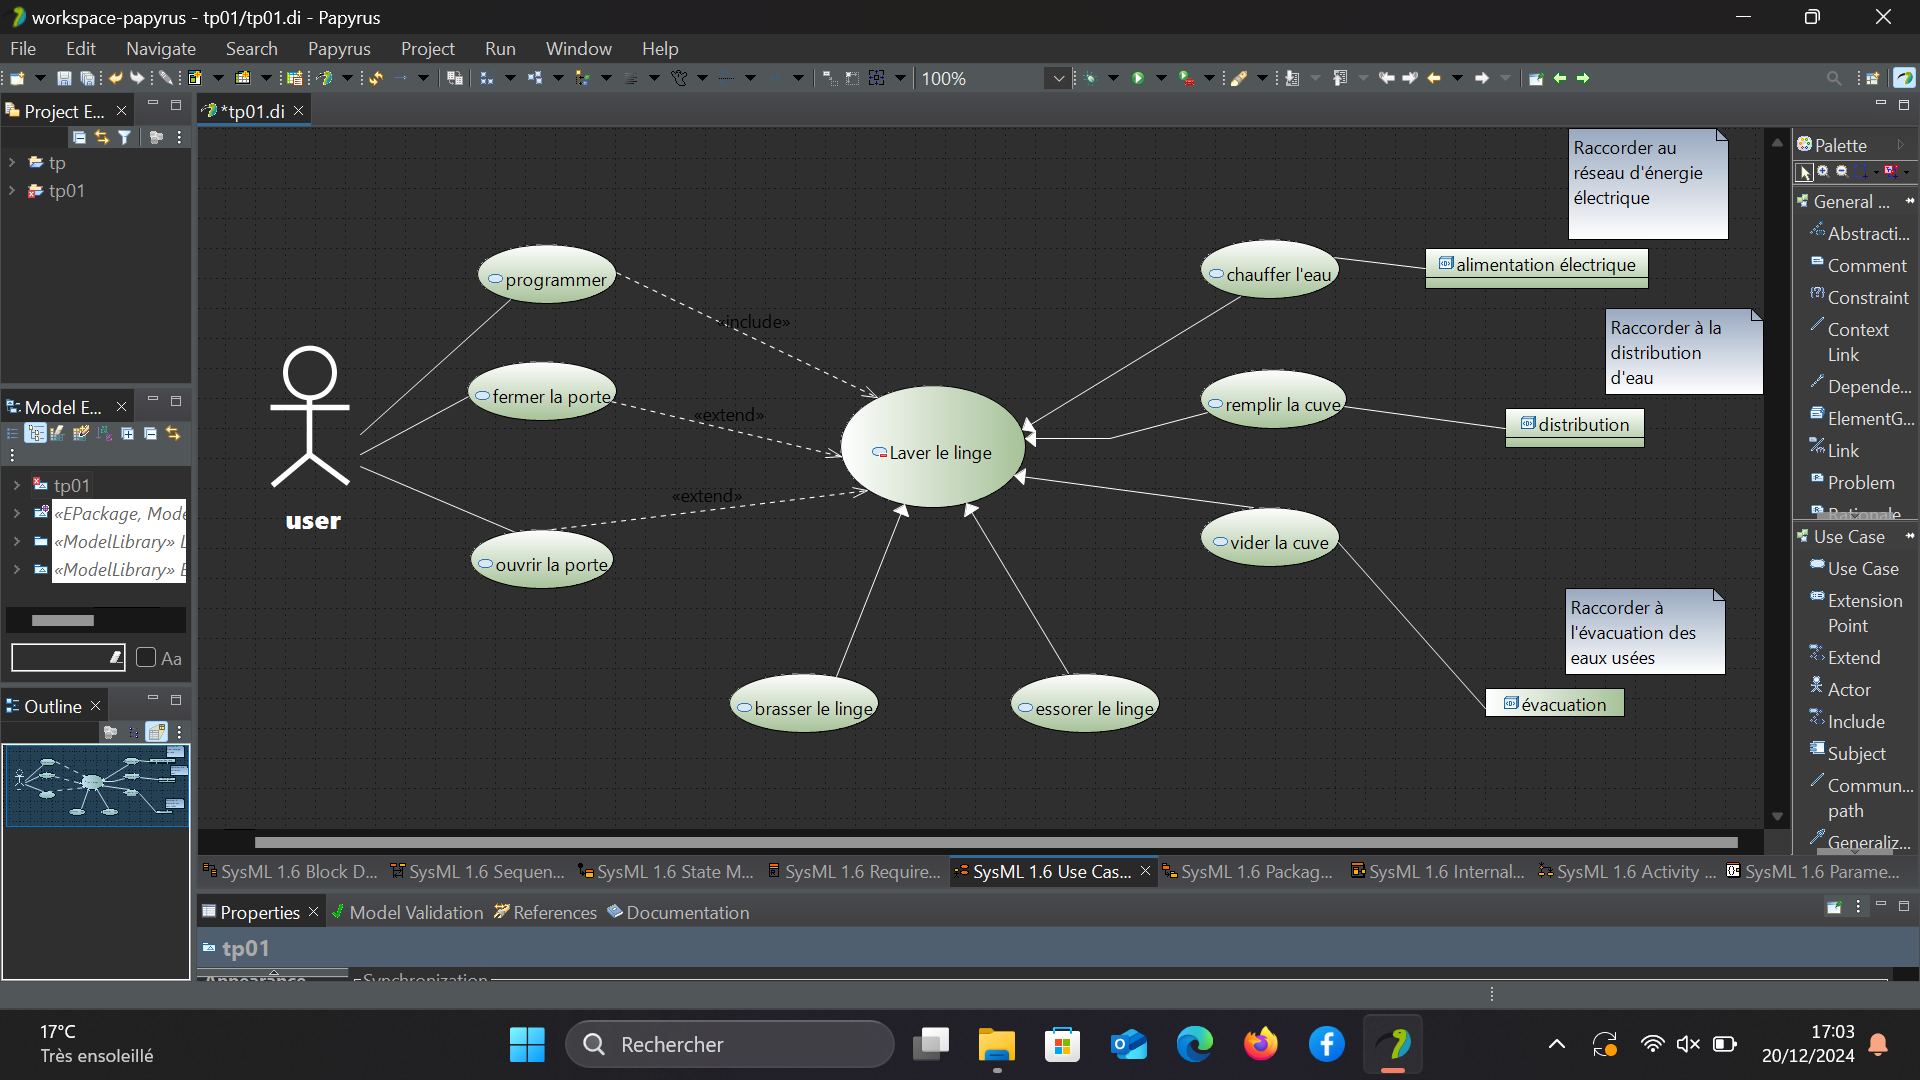 workspace-papyrus - tp01/tp01.di - Papyrus
File Edit Navigate Search Papyrus Project Run Window Help
100%
Project E...
*tp01.di
tp
tp01
Model E...
tp01
«EPackage, Mode
«ModelLibrary» L
«ModelLibrary» E
Aa
Outline
Raccorder au
réseau d'énergie
électrique
programmer
chauffer l'eau
alimentation électrique
«include»
Raccorder à la
distribution
d'eau
fermer la porte
«extend»
remplir la cuve
distribution
Laver le linge
«extend»
user
ouvrir la porte
vider la cuve
Raccorder à
l'évacuation des
eaux usées
brasser le linge
essorer le linge
évacuation
Palette
General ...
Abstracti...
Comment
Constraint
Context
Link
Depende...
ElementG...
Link
Problem
Rationale
Use Case
Use Case
Extension
Point
Extend
Actor
Include
Subject
Commun...
path
Generaliz...
SysML 1.6 Block D...
SysML 1.6 Sequen...
SysML 1.6 State M...
SysML 1.6 Require...
SysML 1.6 Use Cas...
SysML 1.6 Packag...
SysML 1.6 Internal...
SysML 1.6 Activity ...
SysML 1.6 Parame...
Properties
Model Validation
References
Documentation
tp01
Appearance
Synchronization
17°C
Très ensoleillé
Rechercher
17:03
20/12/2024